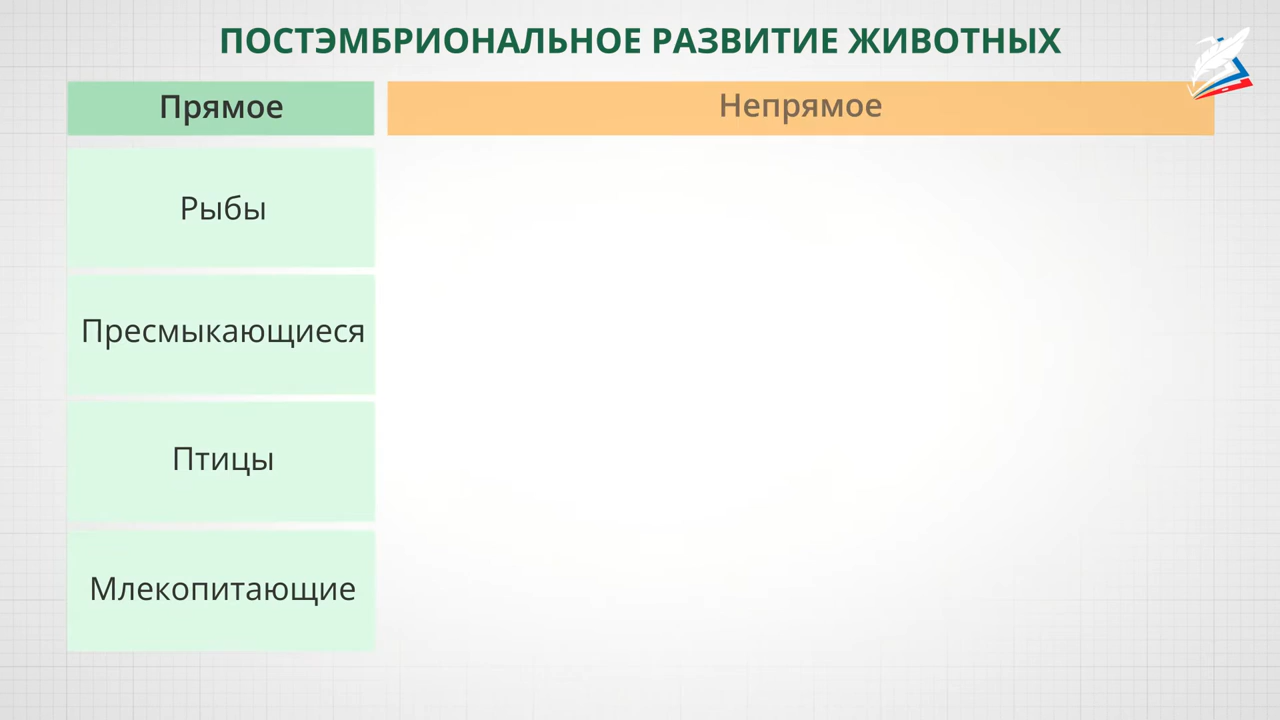 ПОСТЭМБРИОНАЛЬНОЕ РАЗВИТИЕ ЖИВОТНЫХ
Прямое
Непрямое
Рыбы
Пресмыкающиеся
Птицы
Млекопитающие